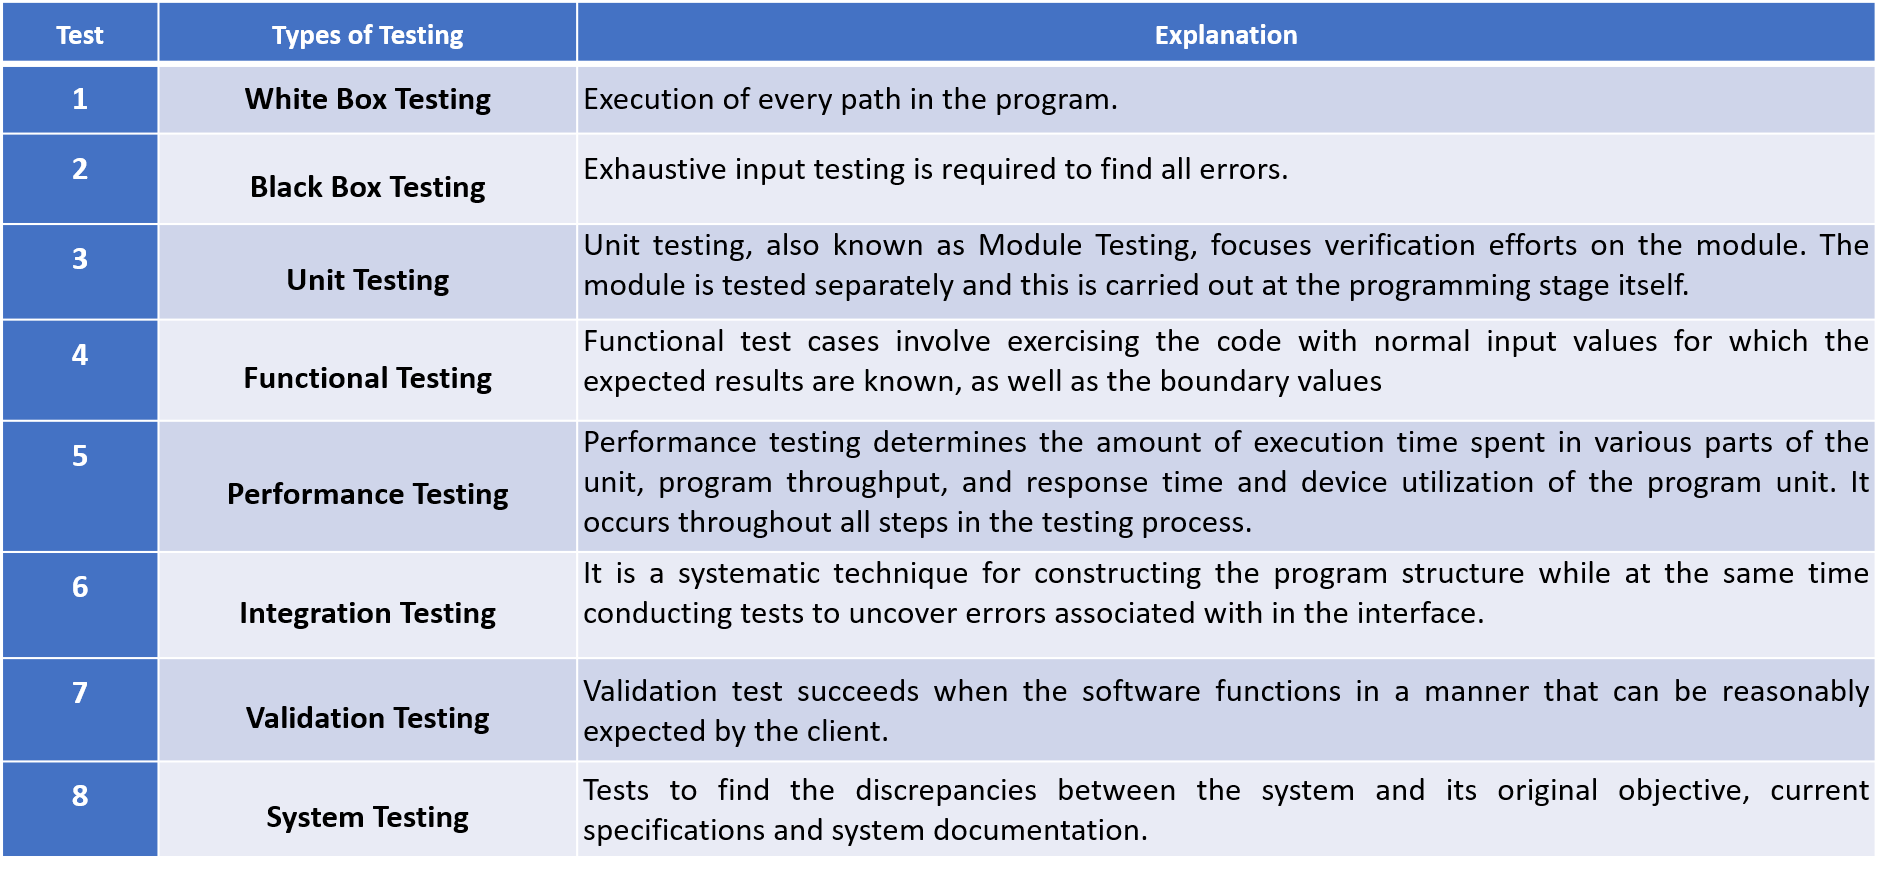 Test Types of Testing Explanation
1 White Box Testing Execution of every path in the program.
2 Black Box Testing Exhaustive input testing is required to find all errors.
3 Unit Testing Unit testing, also known as Module Testing, focuses verification efforts on the module. The
module is tested separately and this is carried out at the programming stage itself.
4 Functional Testing Functional test cases involve exercising the code with normal input values for which the
expected results are known, as well as the boundary values
5 Performance Testing Performance testing determines the amount of execution time spent in various parts of the
unit, program throughput, and response time and device utilization of the program unit. It
occurs throughout all steps in the testing process.
6 Integration Testing It is a systematic technique for constructing the program structure while at the same time
conducting tests to uncover errors associated with in the interface.
7 Validation Testing Validation test succeeds when the software functions in a manner that can be reasonably
expected by the client.
8 System Testing Tests to find the discrepancies between the system and its original objective, current
specifications and system documentation.